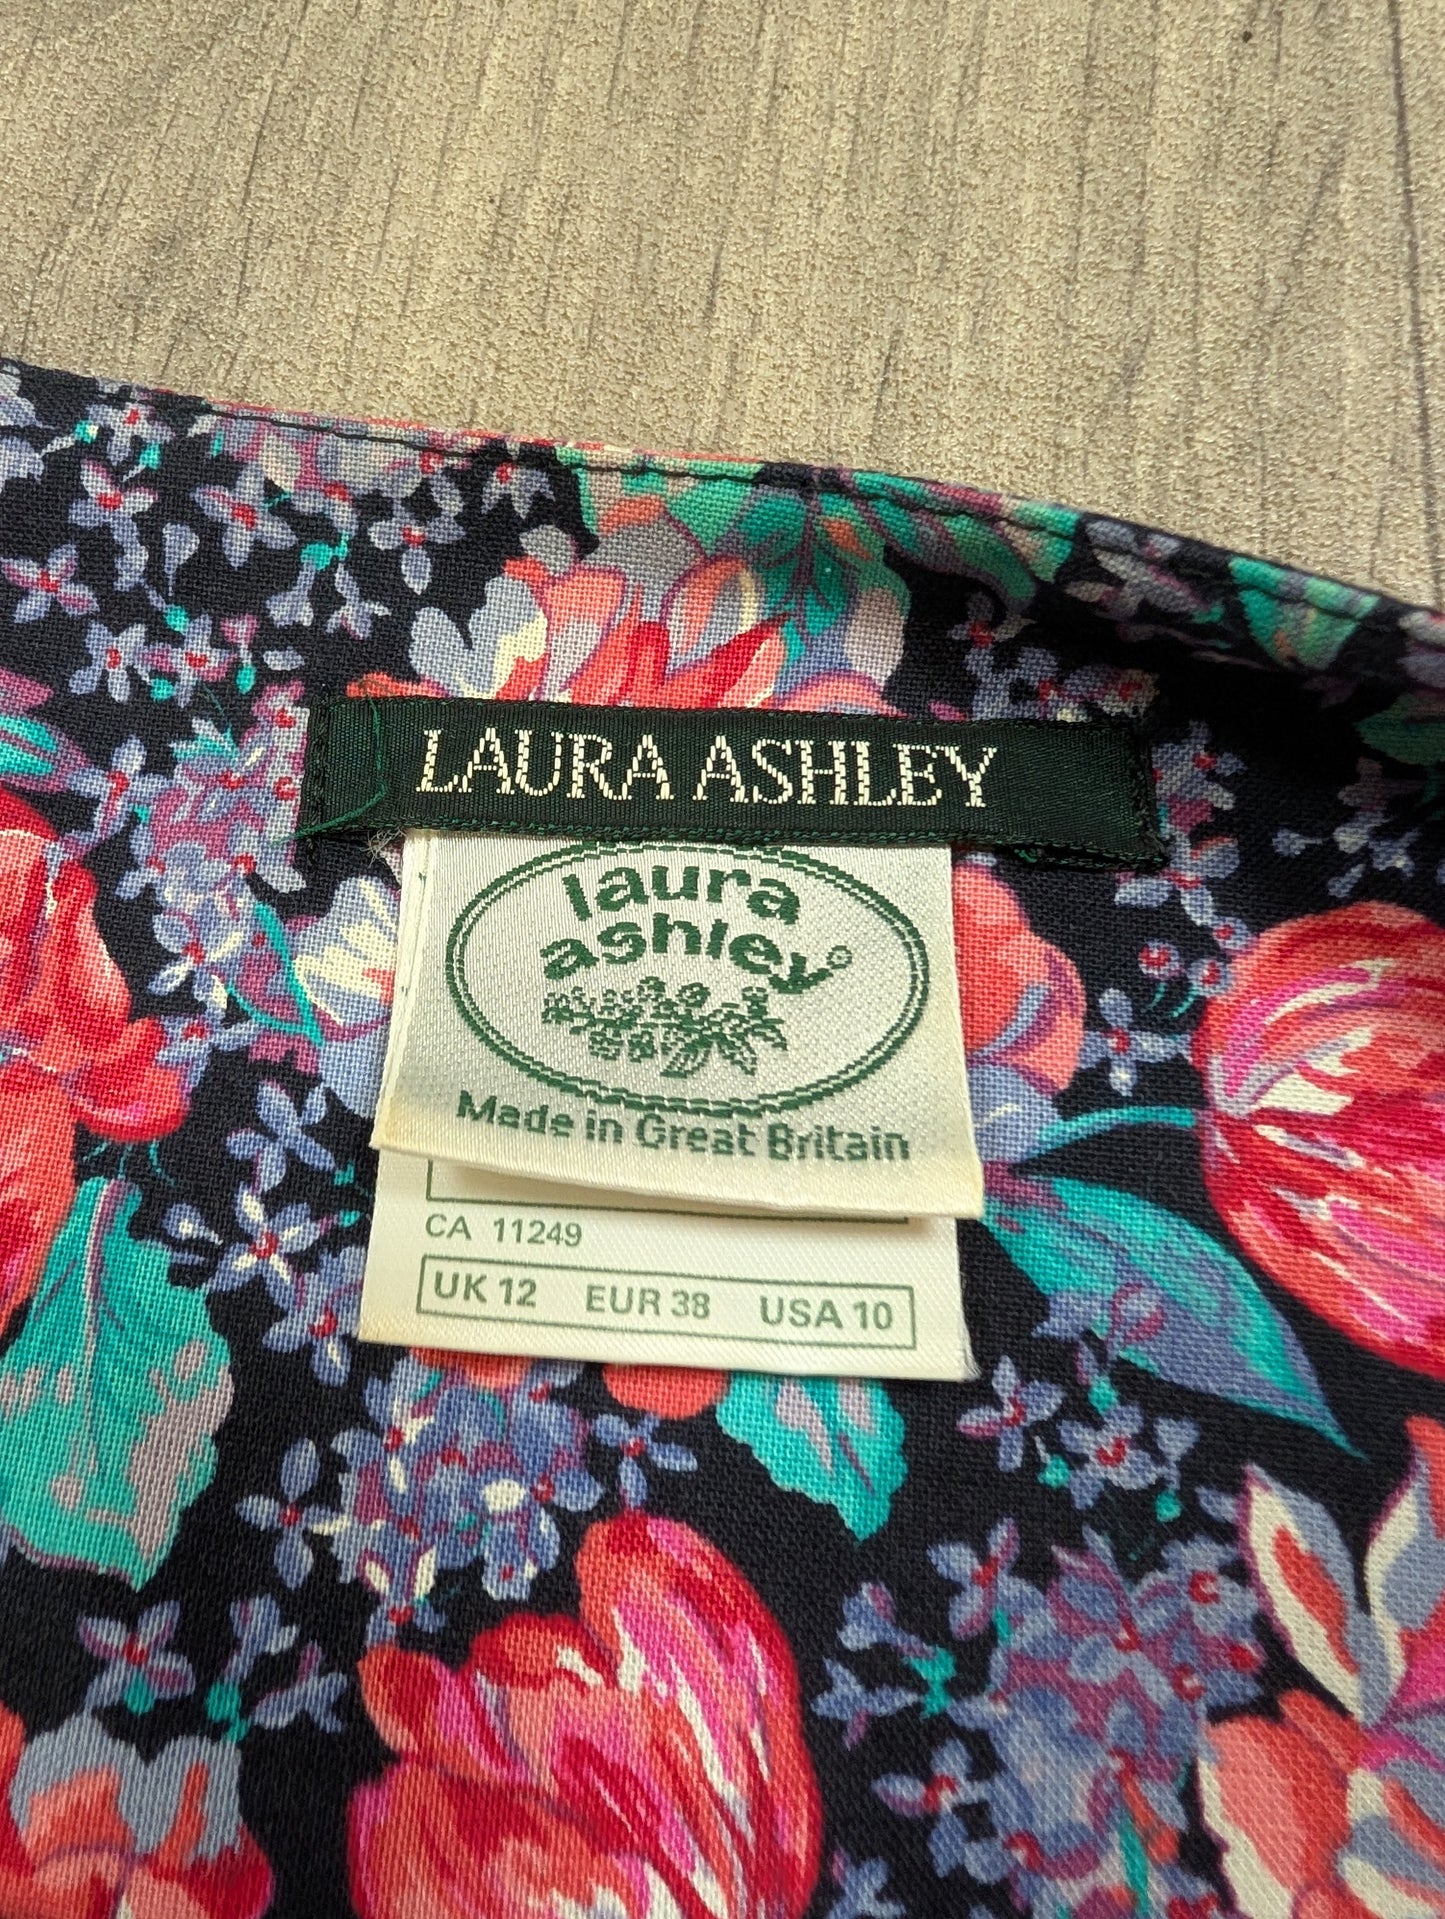 LAURA ASHLEY
laura
ashley®
Made in Great Britain
CA 11249
UK 12 EUR 38 USA 10